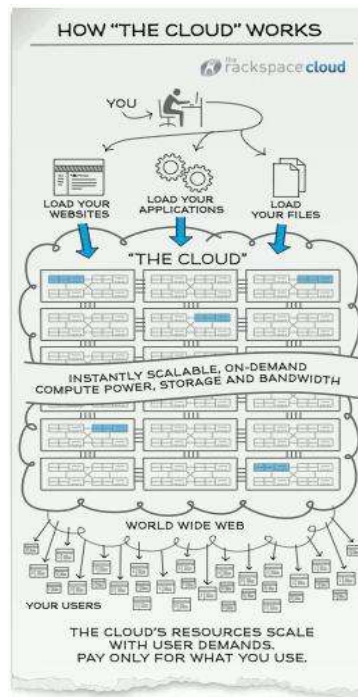 HOW "THE CLOUD" WORKS
the
rackspace cloud
YOU
LOAD YOUR
WEBSITES
LOAD YOUR
APPLICATIONS
LOAD
YOUR FILES
"THE CLOUD"
INSTANTLY SCALABLE, ON-DEMAND
COMPUTE POWER, STORAGE AND BANDWIDTH
WORLD WIDE WEB
YOUR USERS
THE CLOUD'S RESOURCES SCALE
WITH USER DEMANDS.
PAY ONLY FOR WHAT YOU USE.